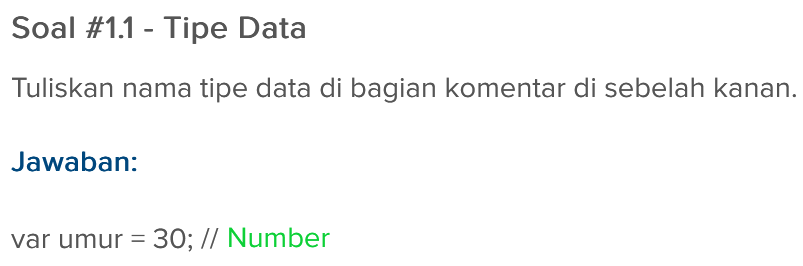 Soal #1.1 - Tipe Data
Tuliskan nama tipe data di bagian komentar di sebelah kanan.
Jawaban:
var umur = 30; // Number